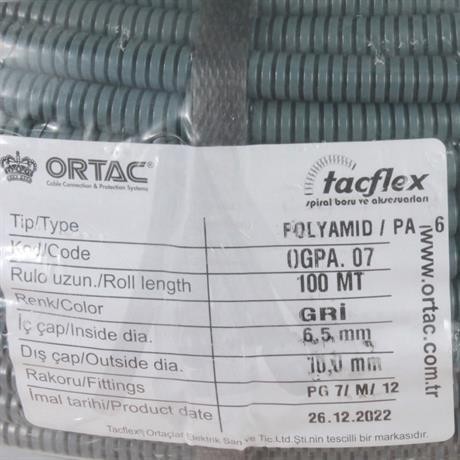 ORTAC®
Cable Connection & Protection Systems
tacflex
spiral boru ve aksesuarları
Tip/Type POLYAMID / PA - 6
Kod/Code OGPA. 07
Rulo uzun./Roll length 100 MT
Renk/Color GRİ
İç çap/Inside dia. 6,5 mm
Dış çap/Outside dia. 10,0 mm
Rakoru/Fittings PG 7/ M/ 12
İmal tarihi/Product date 26.12.2022
Tacflex, Ortaçlar Elektrik San ve Tic.Ltd.Şti.nin tescilli bir markasıdır.
www.ortac.com.tr